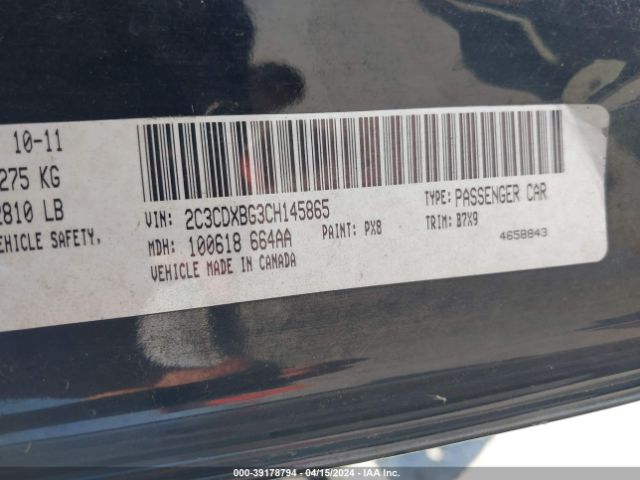 10-11
275 KG
2810 LB
EHICLE SAFETY,
VIN: 2C3CDXBG3CH145865
TYPE: PASSENGER CAR
MDH: 100618 664AA
PAINT: PX8
TRIM: B7X9
VEHICLE MADE IN CANADA
4658843
000-39178794 - 04/15/2024 - IAA Inc.